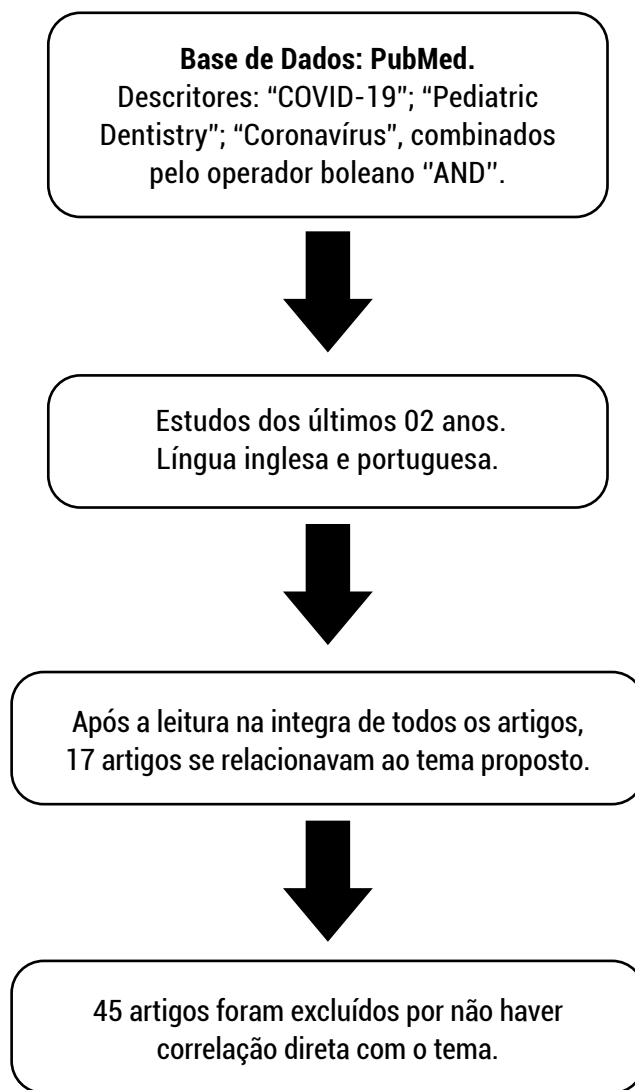 Base de Dados: PubMed.
Descritores: “COVID-19”; “Pediatric
Dentistry”; “Coronavírus”, combinados
pelo operador boleano “AND”.
Estudos dos últimos 02 anos.
Língua inglesa e portuguesa.
Após a leitura na integra de todos os artigos,
17 artigos se relacionavam ao tema proposto.
45 artigos foram excluídos por não haver
correlação direta com o tema.